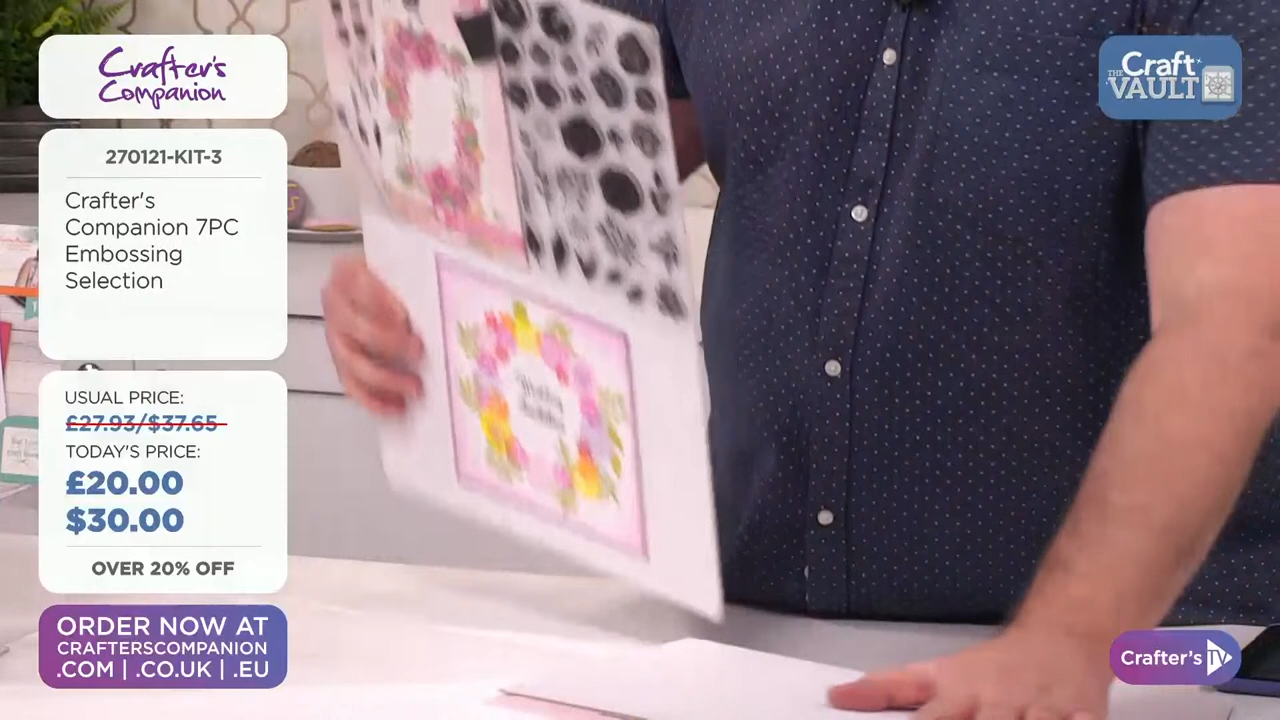 Crafter's
Companion
270121-KIT-3
Crafter's
Companion 7PC
Embossing
Selection
USUAL PRICE:
£27.93/$37.65
TODAY'S PRICE:
£20.00
$30.00
OVER 20% OFF
ORDER NOW AT
CRAFTERSCOMPANION
.COM | .CO.UK | .EU
THE
Craft
VAULT
Crafter's TV